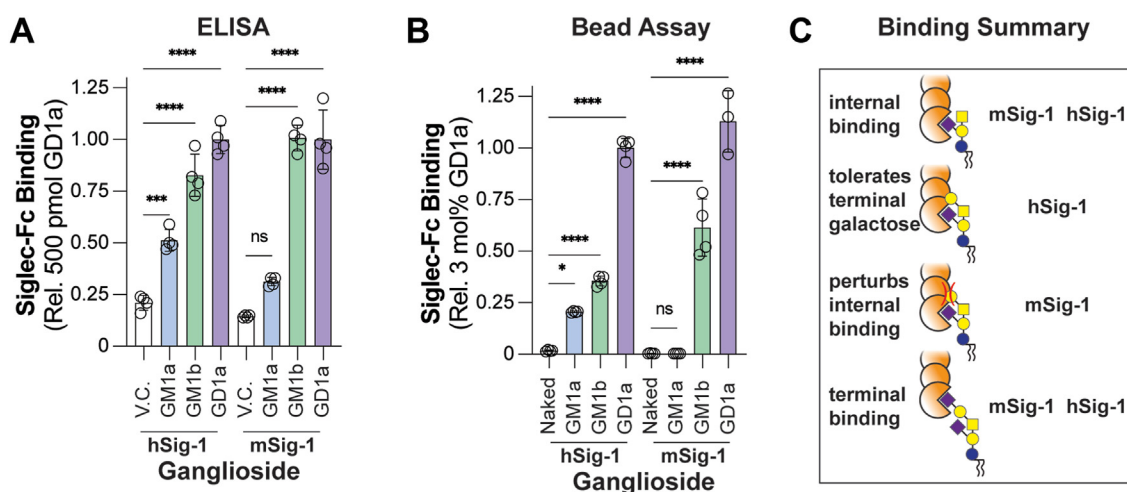 A
ELISA
Siglec-Fc Binding
(Rel. 500 pmol GD1a)
1.25
1.00
0.75
0.50
0.25
0
****
****
***
****
****
ns
V.C.
GM1a
GM1b
GD1a
V.C.
GM1a
GM1b
GD1a
hSig-1
mSig-1
Ganglioside
B
Bead Assay
Siglec-Fc Binding
(Rel. 3 mol% GD1a)
1.25
1.00
0.75
0.50
0.25
0
****
****
****
****
*
ns
Naked
GM1a
GM1b
GD1a
Naked
GM1a
GM1b
GD1a
hSig-1
mSig-1
Ganglioside
C
Binding Summary
internal
binding
mSig-1 hSig-1
tolerates
terminal
galactose
hSig-1
perturbs
internal
binding
mSig-1
terminal
binding
mSig-1 hSig-1